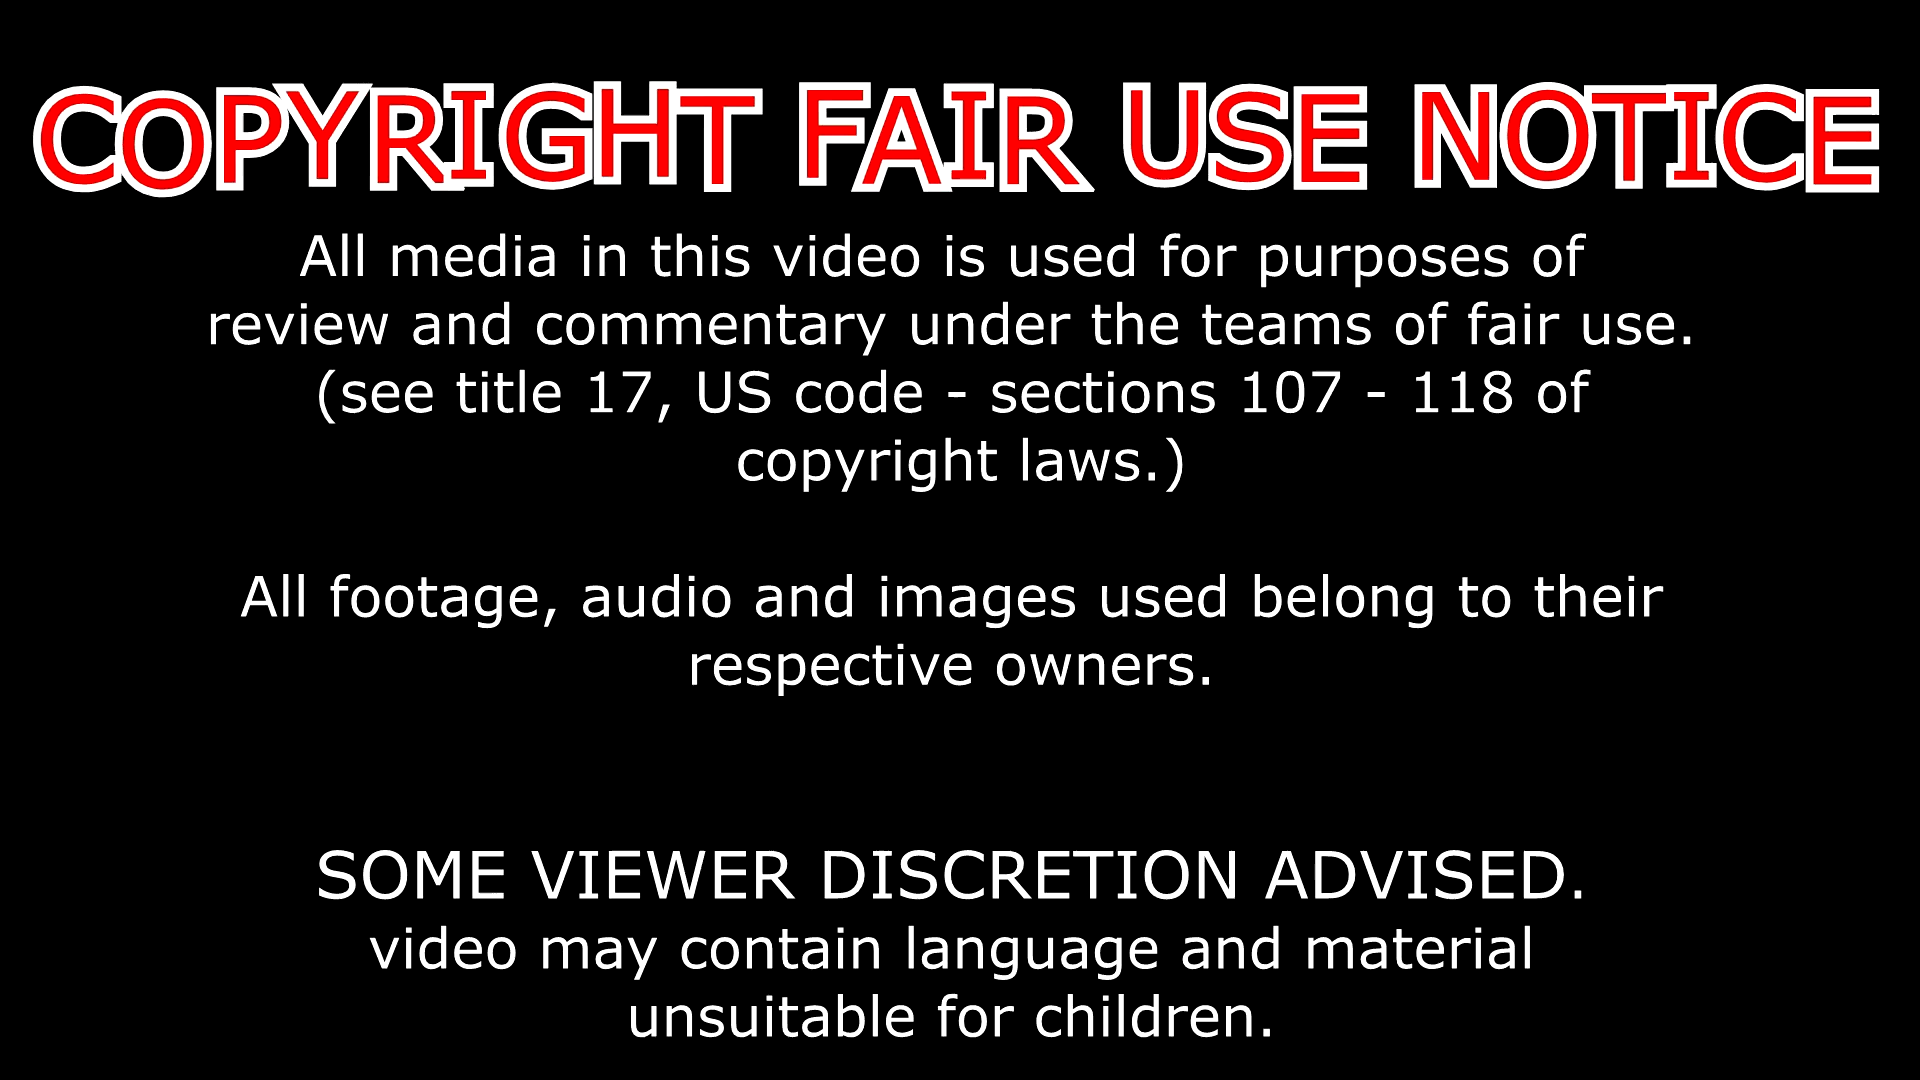 COPYRIGHT FAIR USE NOTICE
All media in this video is used for purposes of
review and commentary under the teams of fair use.
(see title 17, US code - sections 107 - 118 of
copyright laws.)
All footage, audio and images used belong to their
respective owners.
SOME VIEWER DISCRETION ADVISED.
video may contain language and material
unsuitable for children.